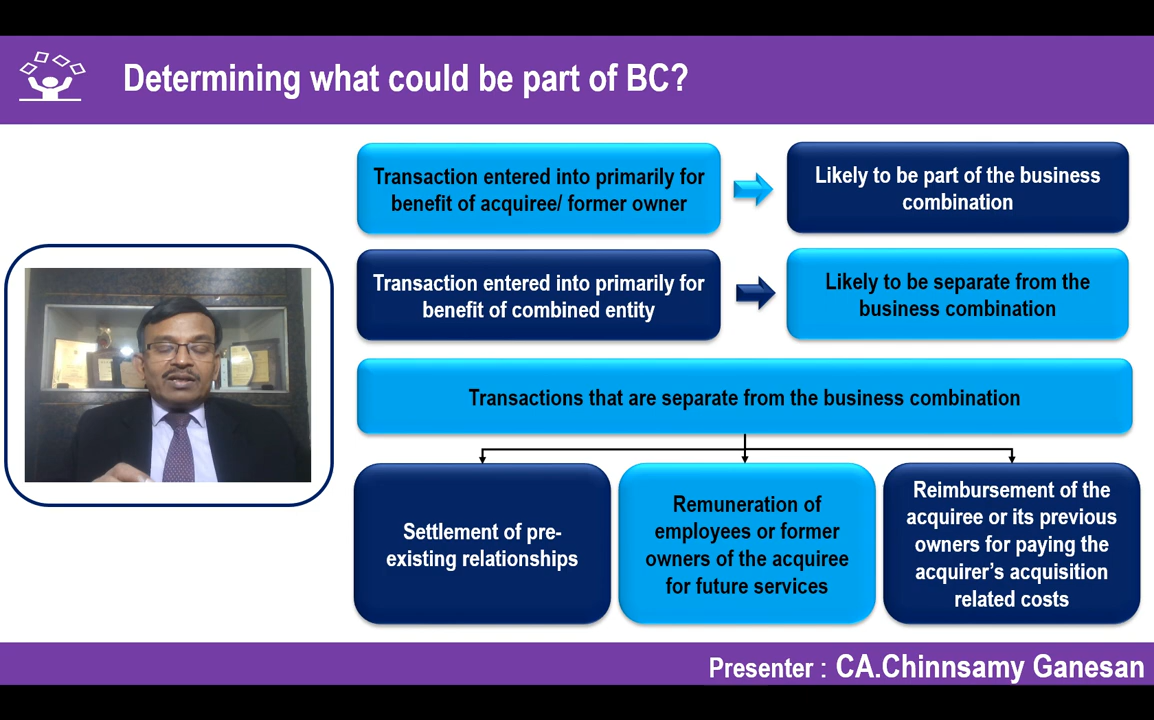 Determining what could be part of BC?
Transaction entered into primarily for
benefit of acquiree/ former owner
Likely to be part of the business
combination
Transaction entered into primarily for
benefit of combined entity
Likely to be separate from the
business combination
Transactions that are separate from the business combination
Settlement of pre-
existing relationships
Remuneration of
employees or former
owners of the acquiree
for future services
Reimbursement of the
acquiree or its previous
owners for paying the
acquirer's acquisition
related costs
Presenter : CA.Chinnsamy Ganesan